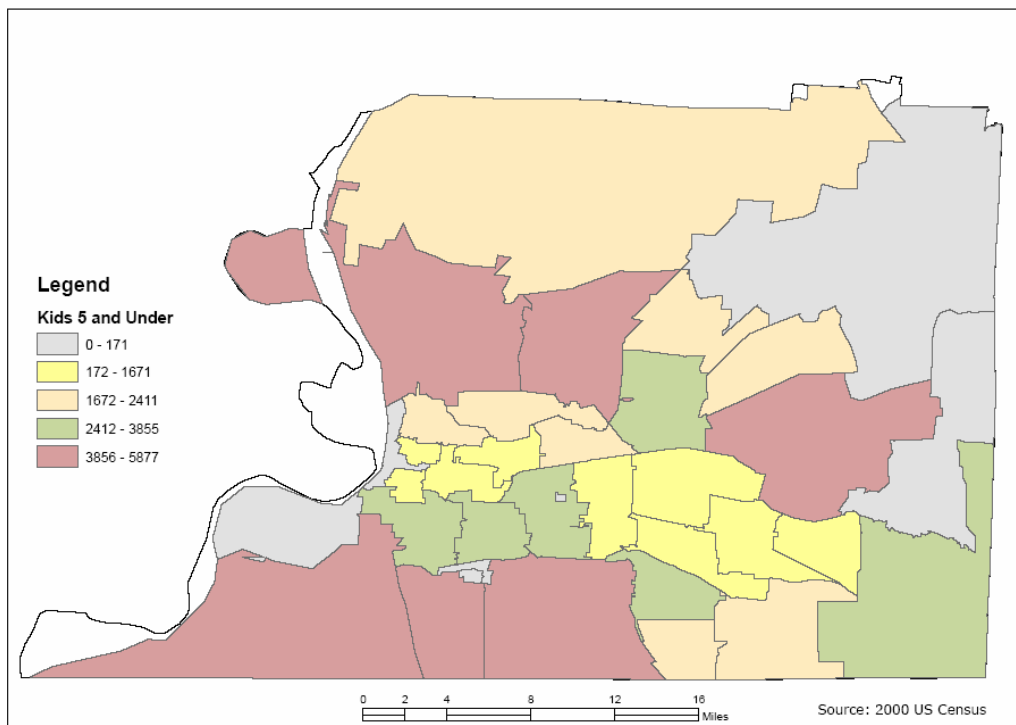 Legend
Kids 5 and Under
0 - 171
172 - 1671
1672 - 2411
2412 - 3855
3856 - 5877
0 2 4 8 12 16
Miles
Source: 2000 US Census